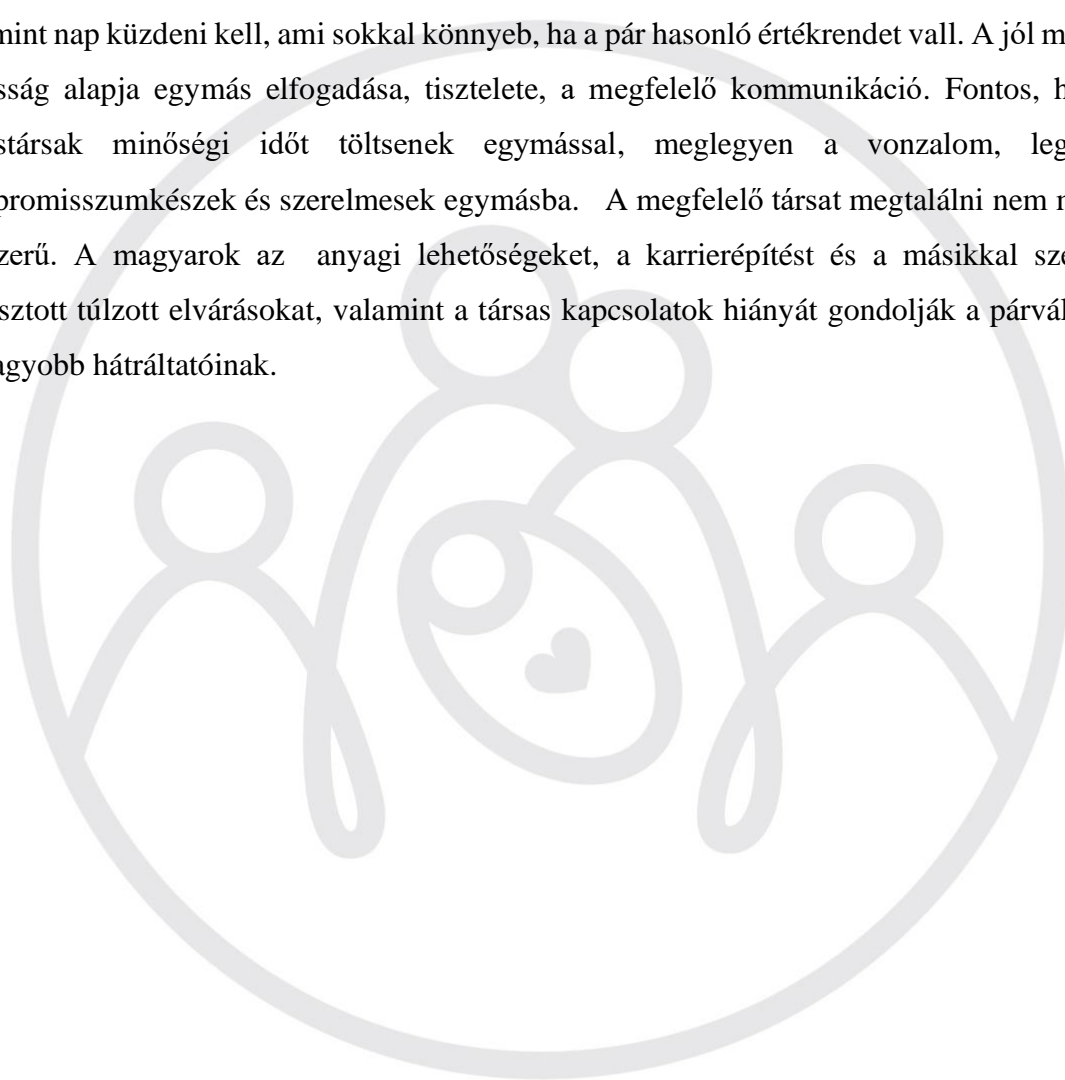 mint nap küzdeni kell, ami sokkal könnyeb, ha a pár hasonló értékrendet vall. A jól m
sság alapja egymás elfogadása, tisztelete, a megfelelő kommunikáció. Fontos, h
stársak minőségi időt töltsenek egymással, meglegyen a vonzalom, leg
promisszumkészek és szerelmesek egymásba. A megfelelő társat megtalálni nem m
zerű. A magyarok az anyagi lehetőségeket, a karrierépítést és a másikkal sze
sztott túlzott elvárásokat, valamint a társas kapcsolatok hiányát gondolják a párvál
agyobb hátráltatóinak.